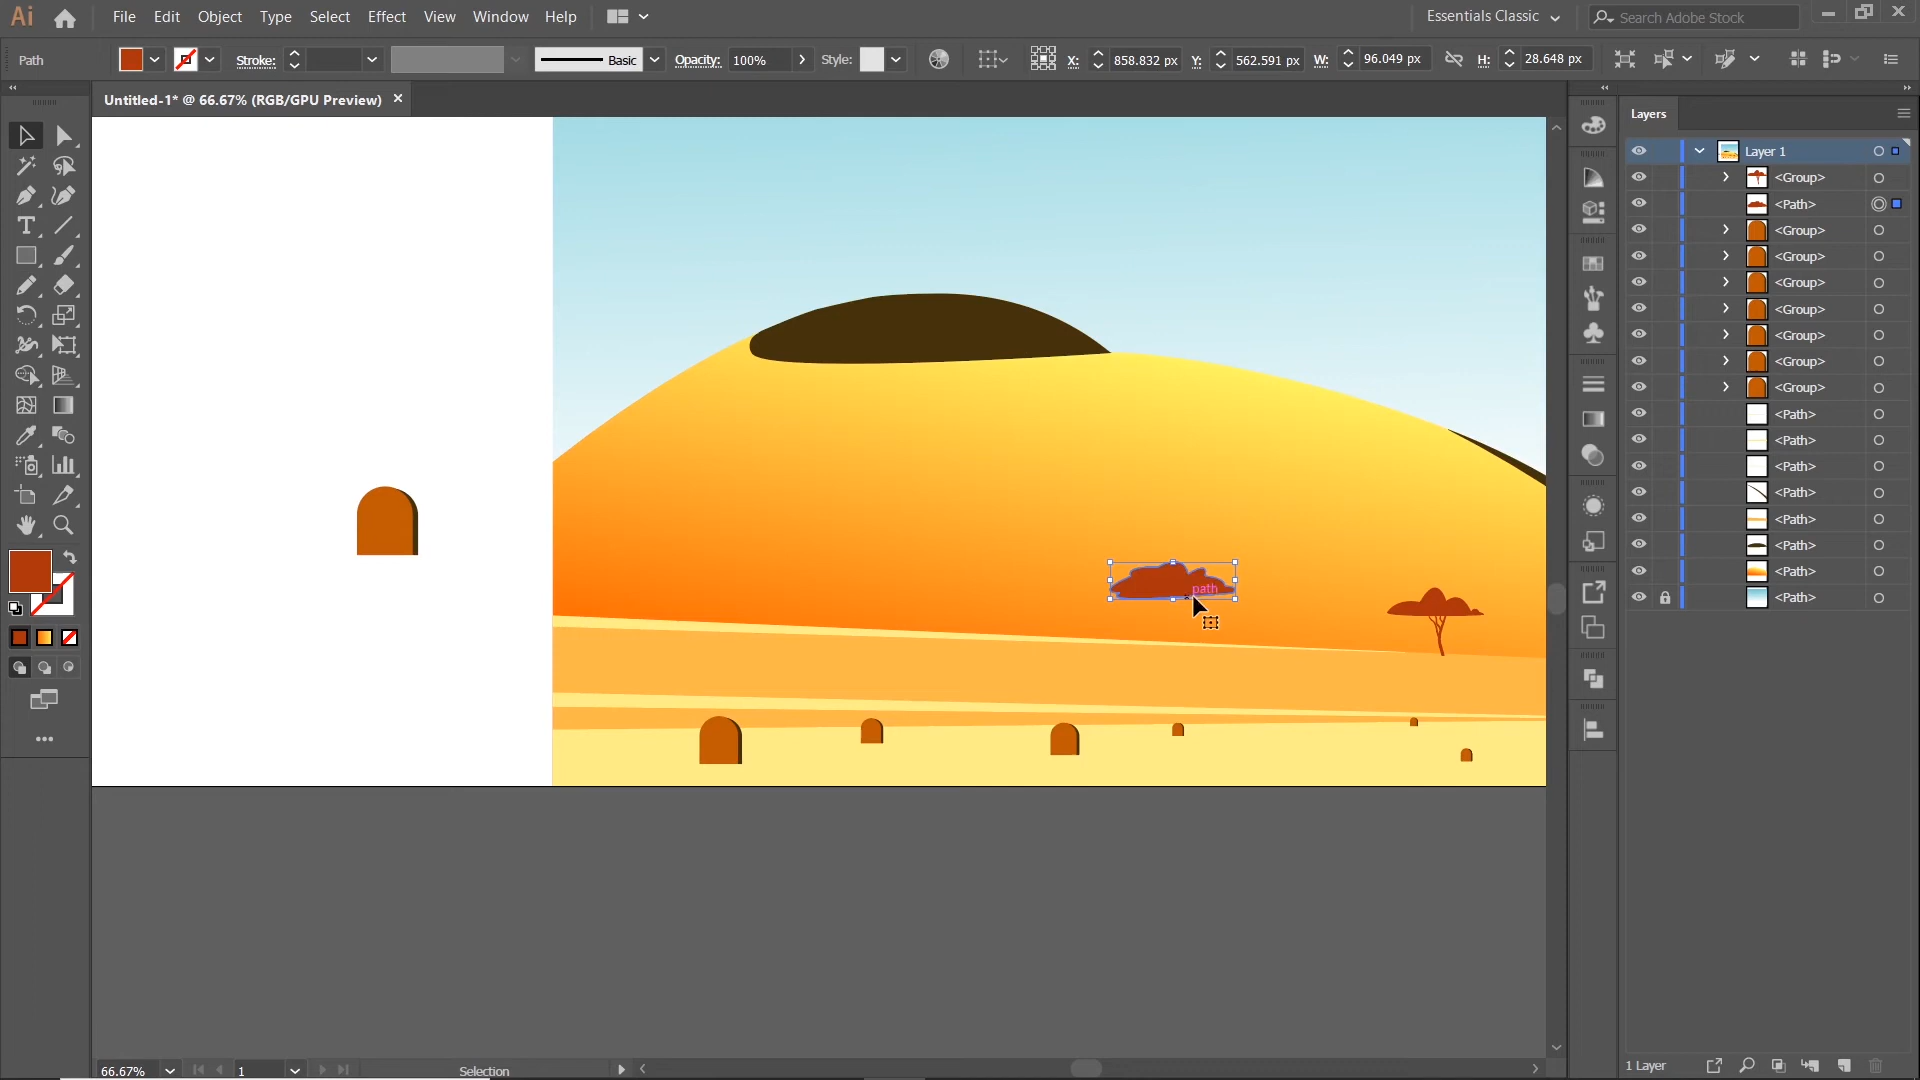 Ai File Edit Object Type Select Effect View Window Help Essentials Classic Search Adobe Stock
Path Stroke: Basic Opacity: 100% Style: X: 858.832 px Y: 562.591 px W: 96.049 px H: 28.648 px
Untitled-1* @ 66.67% (RGB/GPU Preview)
Layers
Layer 1
<Group>
<Path>
<Group>
<Group>
<Group>
<Group>
<Group>
<Group>
<Group>
<Path>
<Path>
<Path>
<Path>
<Path>
<Path>
<Path>
<Path>
path
66.67% 1 Selection
1 Layer